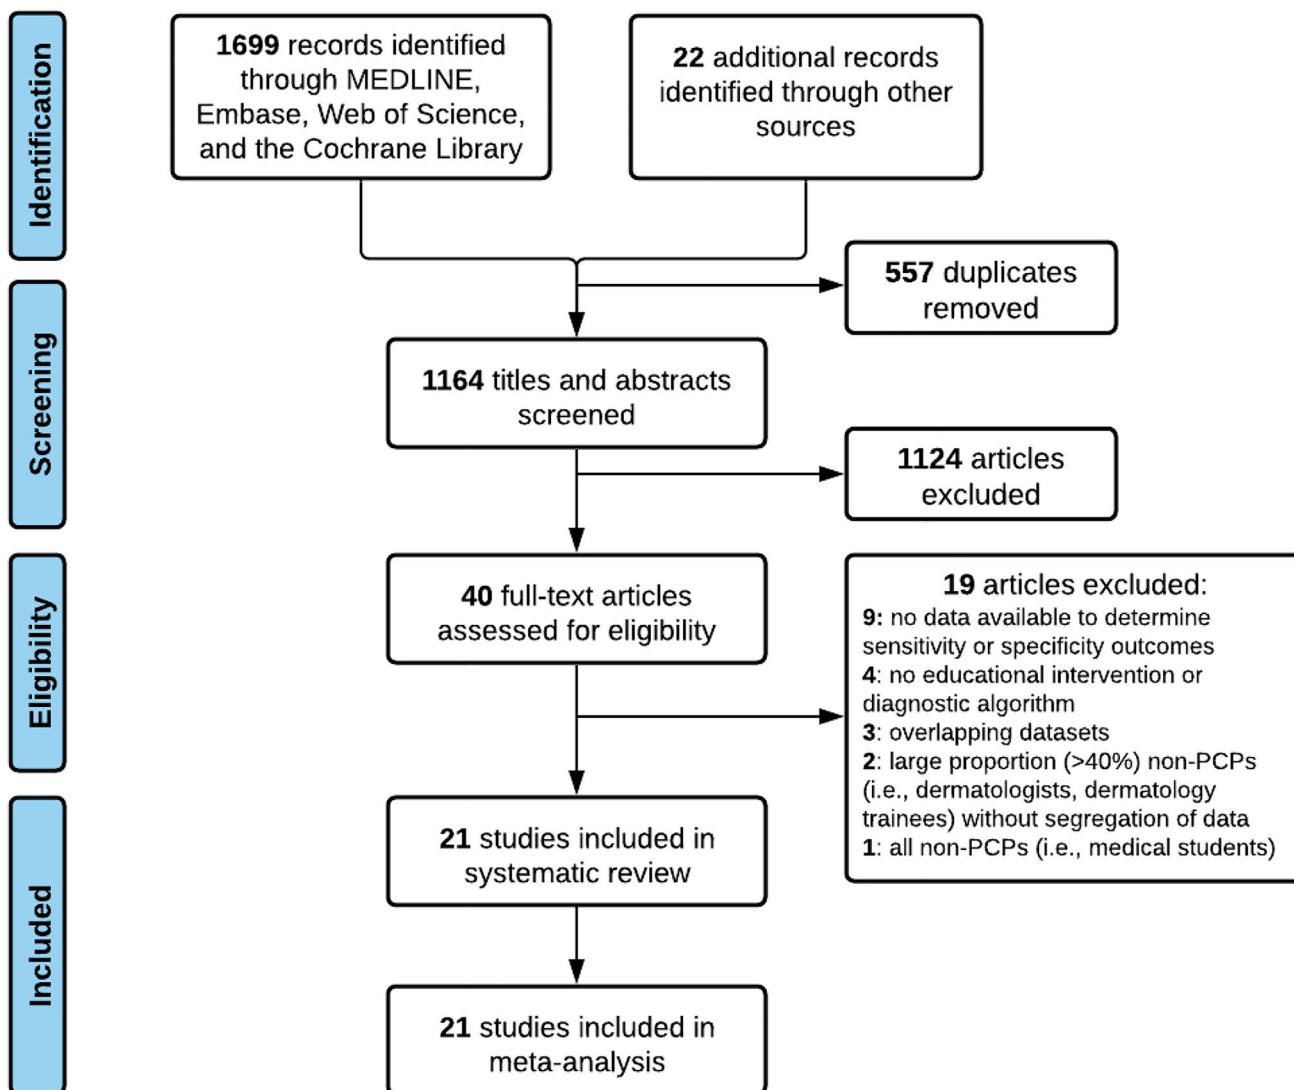 Identification
1699 records identified
through MEDLINE,
Embase, Web of Science,
and the Cochrane Library
22 additional records
identified through other
sources
557 duplicates
removed
Screening
1164 titles and abstracts
screened
1124 articles
excluded
Eligibility
40 full-text articles
assessed for eligibility
19 articles excluded:
9: no data available to determine
sensitivity or specificity outcomes
4: no educational intervention or
diagnostic algorithm
3: overlapping datasets
2: large proportion (>40%) non-PCPs
(i.e., dermatologists, dermatology
trainees) without segregation of data
1: all non-PCPs (i.e., medical students)
Included
21 studies included in
systematic review
21 studies included in
meta-analysis